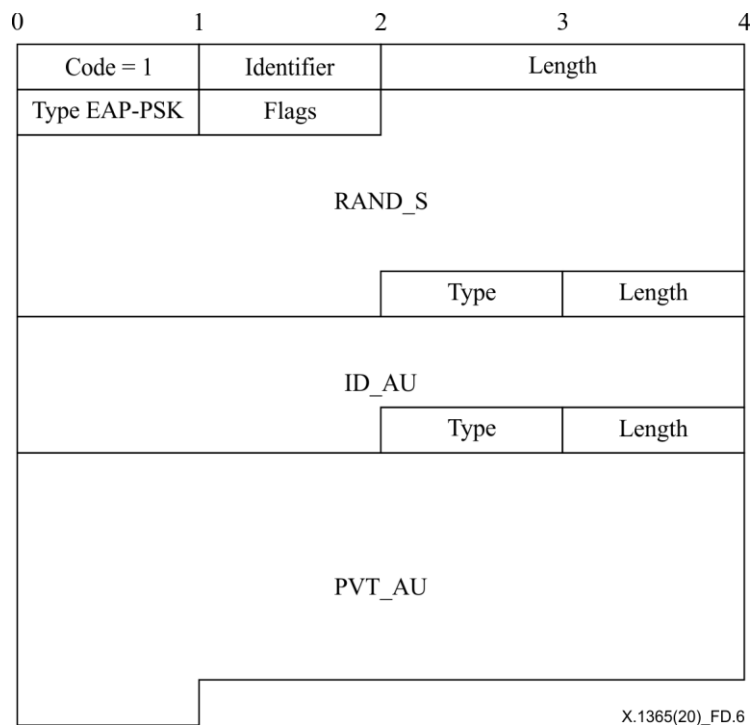 0 1 2 3 4
Code = 1 Identifier Length
Type EAP-PSK Flags
RAND_S
Type Length
ID_AU
Type Length
PVT_AU
X.1365(20)_FD.6